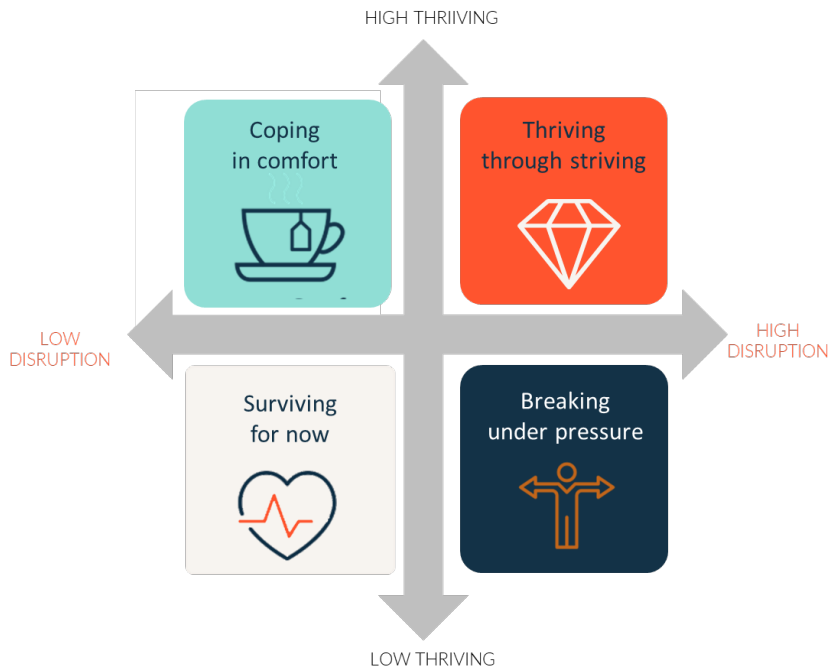 HIGH THRIIVING
Coping
in comfort
Thriving
through striving
LOW
DISRUPTION
HIGH
DISRUPTION
Surviving
for now
Breaking
under pressure
LOW THRIVING